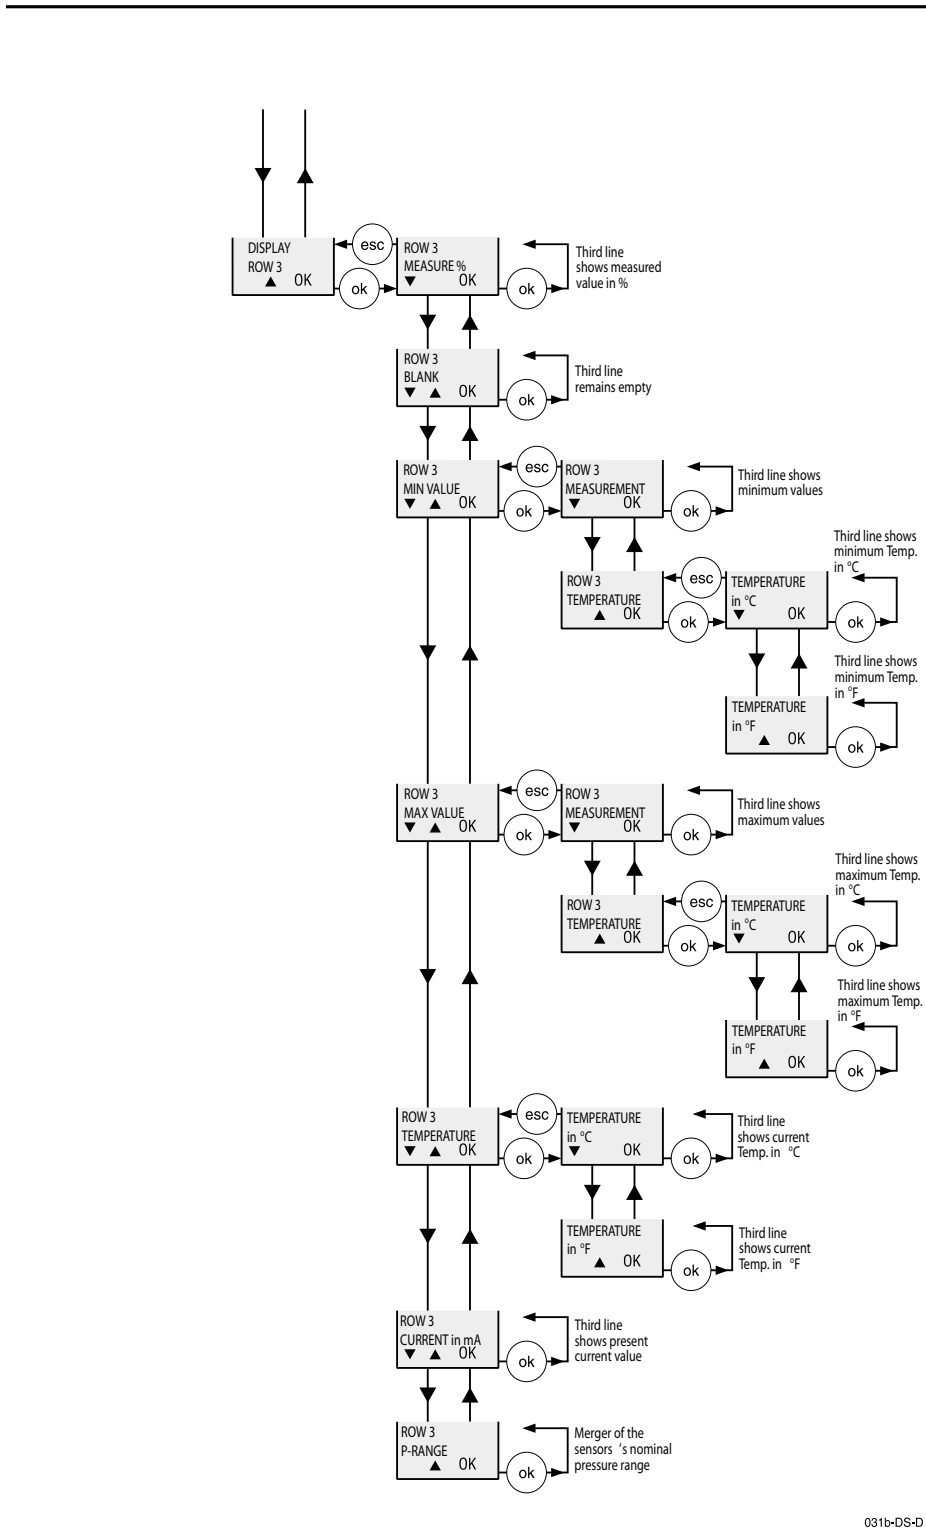 DISPLAY
ROW 3
▲ OK
esc
ok
ROW 3
MEASURE %
▼ OK
ok
Third line
shows measured
value in %
ROW 3
BLANK
▼ ▲ OK
ok
Third line
remains empty
ROW 3
MIN VALUE
▼ ▲ OK
esc
ok
ROW 3
MEASUREMENT
▼ OK
ok
Third line shows
minimum values
ROW 3
TEMPERATURE
▲ OK
esc
ok
TEMPERATURE
in °C
▼ OK
ok
Third line shows
minimum Temp.
in °C
TEMPERATURE
in °F
▲ OK
ok
Third line shows
minimum Temp.
in °F
ROW 3
MAX VALUE
▼ ▲ OK
esc
ok
ROW 3
MEASUREMENT
▼ OK
ok
Third line shows
maximum values
ROW 3
TEMPERATURE
▲ OK
esc
ok
TEMPERATURE
in °C
▼ OK
ok
Third line shows
maximum Temp.
in °C
TEMPERATURE
in °F
▲ OK
ok
Third line shows
maximum Temp.
in °F
ROW 3
TEMPERATURE
▼ ▲ OK
esc
ok
TEMPERATURE
in °C
▼ OK
ok
Third line
shows current
Temp. in °C
TEMPERATURE
in °F
▲ OK
ok
Third line
shows current
Temp. in °F
ROW 3
CURRENT in mA
▼ ▲ OK
ok
Third line
shows present
current value
ROW 3
P-RANGE
▲ OK
ok
Merger of the
sensors ’s nominal
pressure range
031b-DS-D